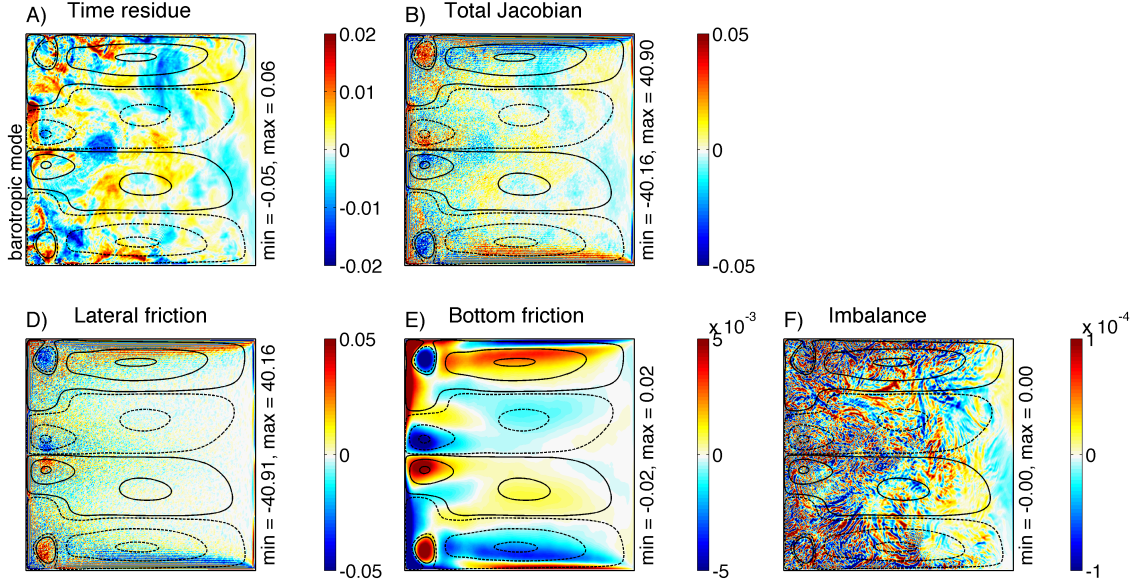 A) Time residue
B) Total Jacobian
barotropic mode
min = -0.05, max = 0.06
0.02
0.01
0
-0.01
-0.02
min = -40.16, max = 40.90
0.05
0
-0.05
D) Lateral friction
E) Bottom friction
F) Imbalance
min = -40.91, max = 40.16
0.05
0
-0.05
min = -0.02, max = 0.02
x 10^-3
5
0
-5
min = -0.00, max = 0.00
x 10^-4
1
0
-1